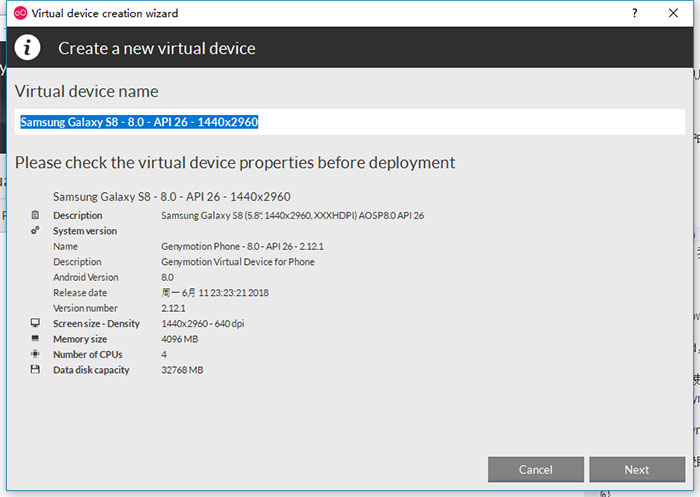 Virtual device creation wizard
Create a new virtual device
Virtual device name
Samsung Galaxy S8 - 8.0 - API 26 - 1440x2960
Please check the virtual device properties before deployment
Samsung Galaxy S8 - 8.0 - API 26 - 1440x2960
Description Samsung Galaxy S8 (5.8", 1440x2960, XXXHDPI) AOSP8.0 API 26
System version
Name Genymotion Phone - 8.0 - API 26 - 2.12.1
Description Genymotion Virtual Device for Phone
Android Version 8.0
Release date 周一 6月 11 23:23:21 2018
Version number 2.12.1
Screen size - Density 1440x2960 - 640 dpi
Memory size 4096 MB
Number of CPUs 4
Data disk capacity 32768 MB
Cancel Next